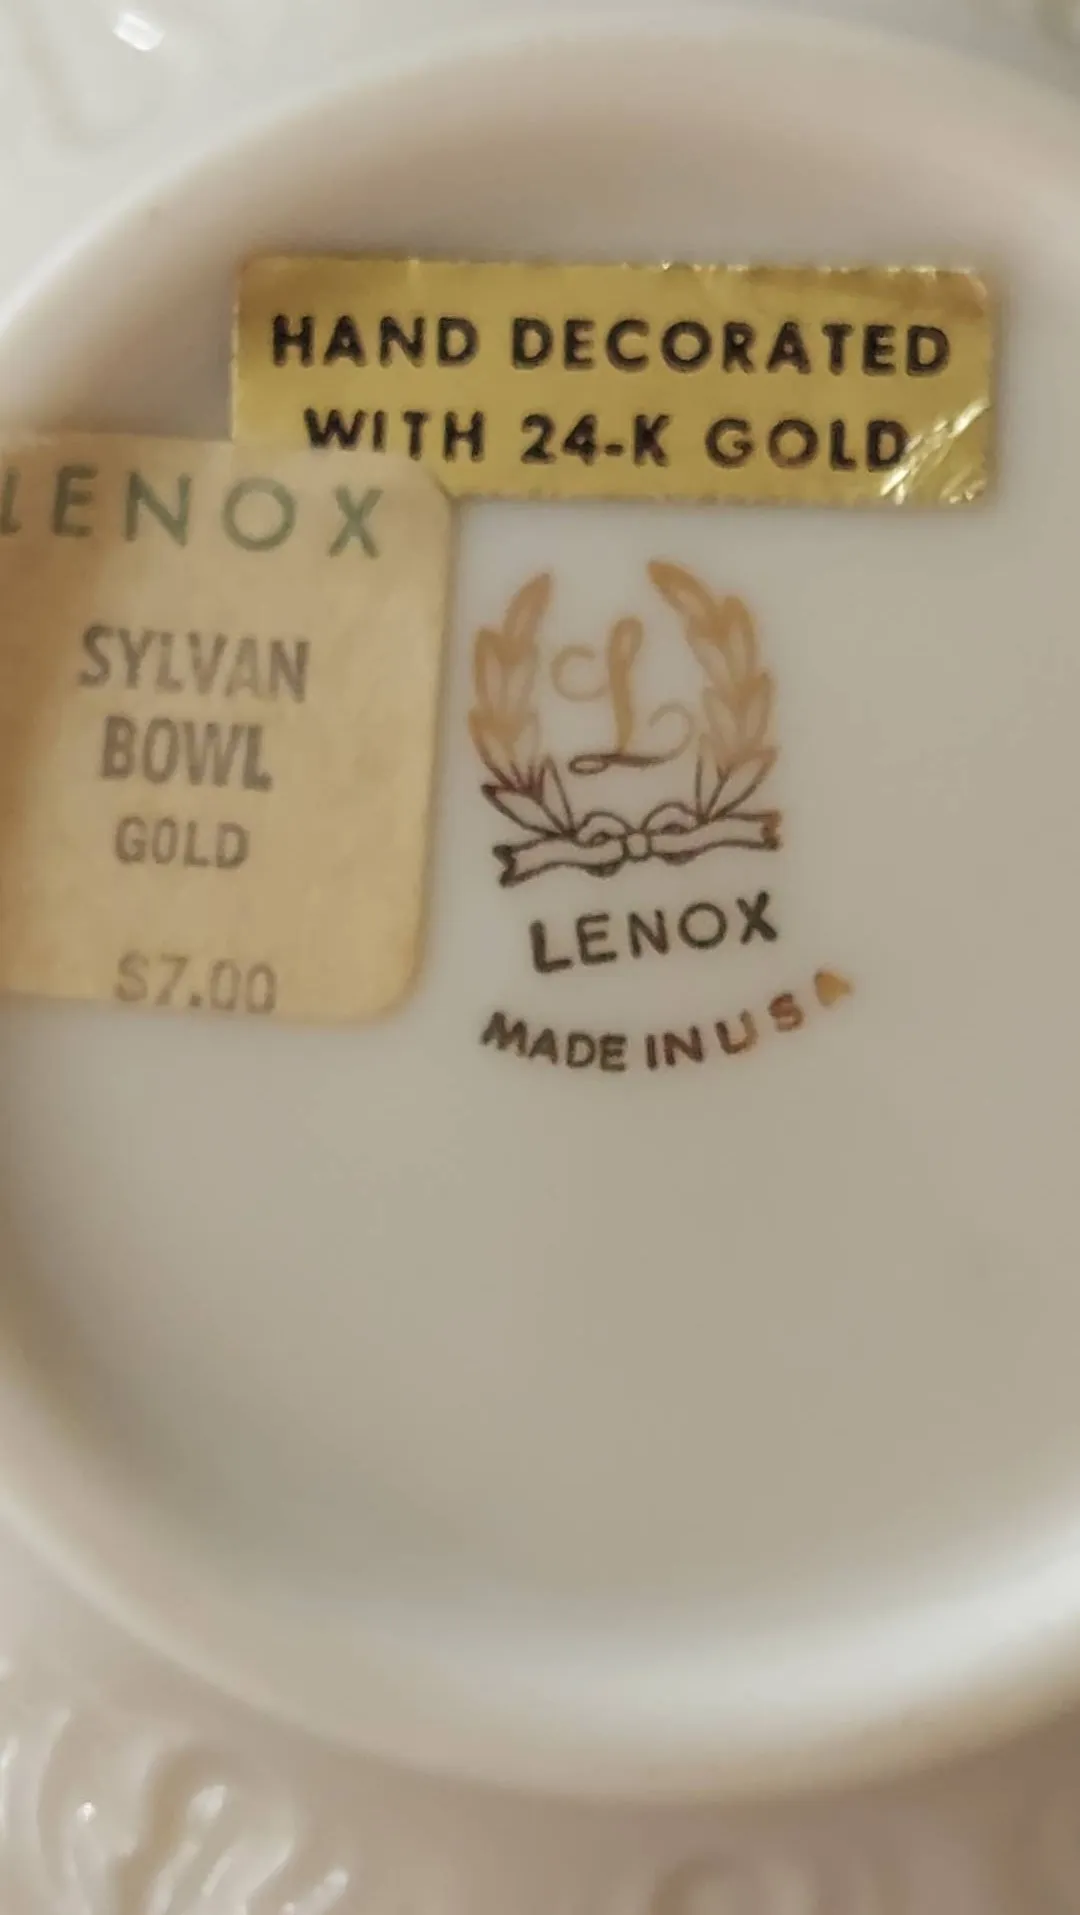 HAND DECORATED
WITH 24-K GOLD
LENOX
SYLVAN
BOWL
GOLD
$7.00
L
LENOX
MADE IN USA